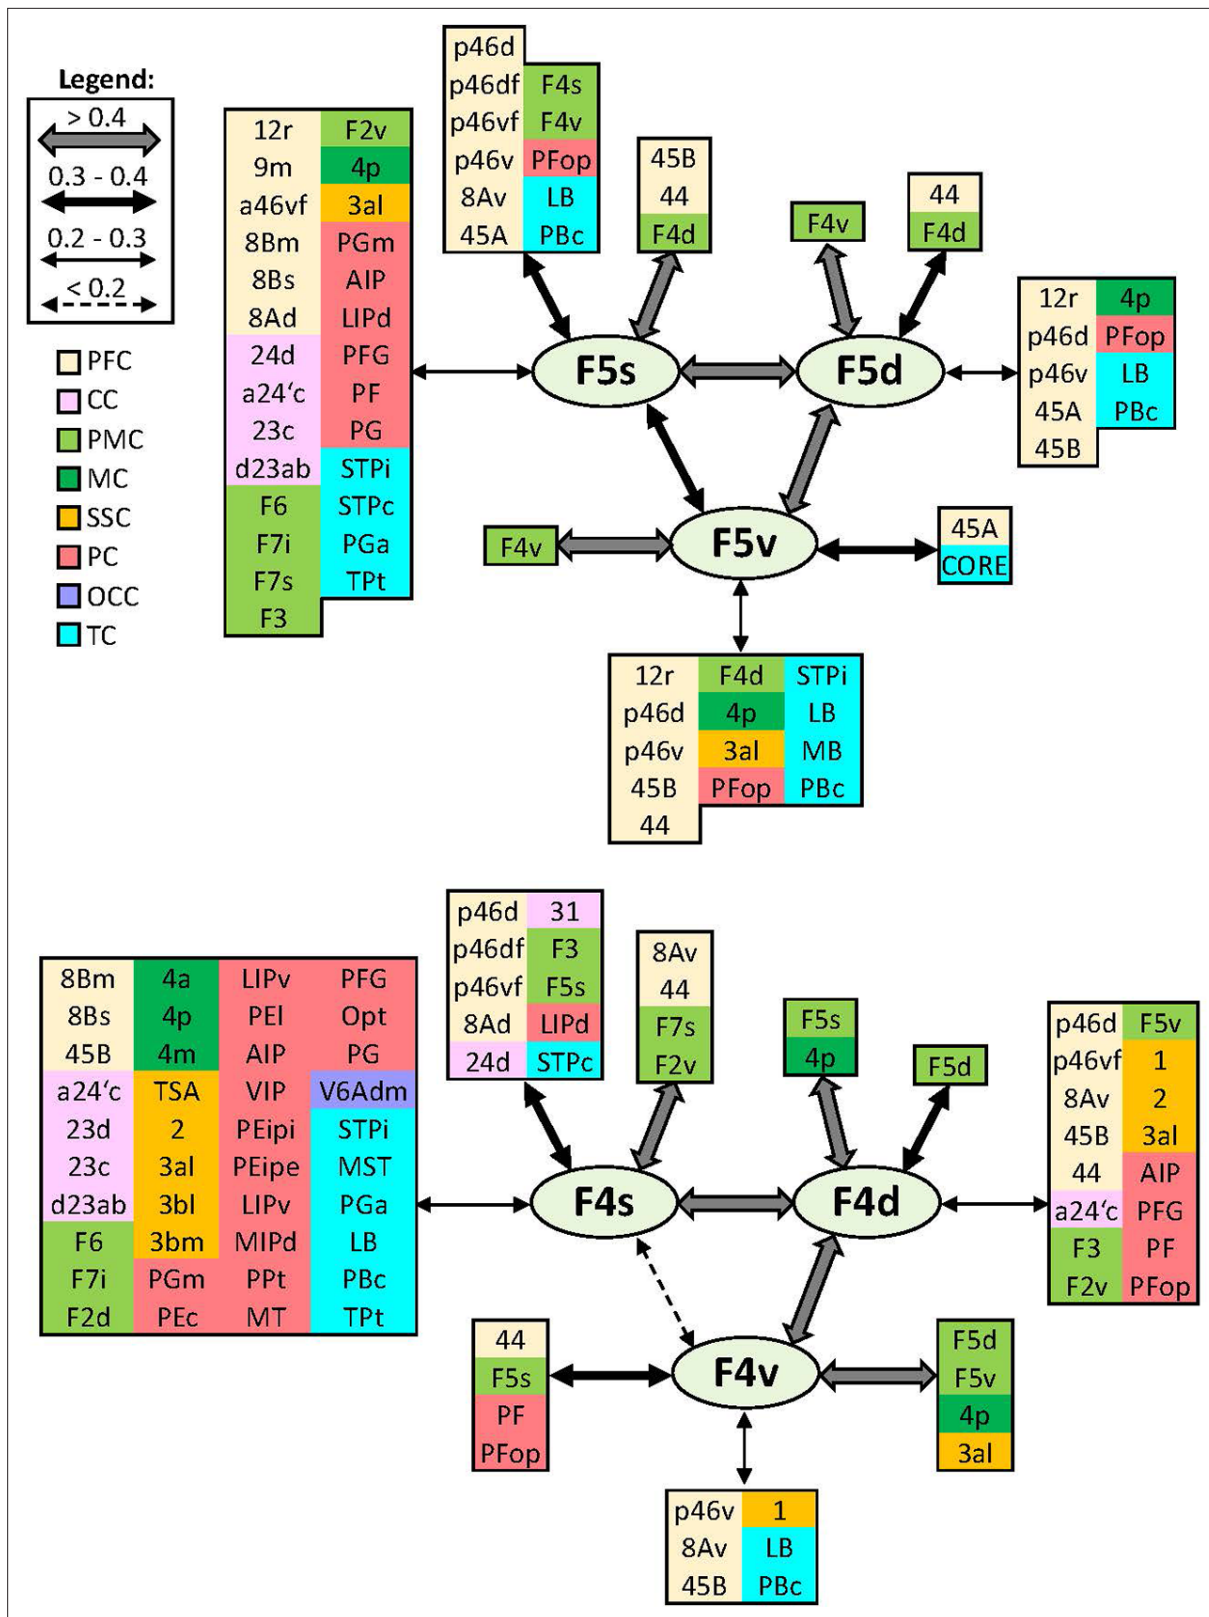 Legend:
> 0.4
0.3 - 0.4
0.2 - 0.3
< 0.2
PFC
CC
PMC
MC
SSC
PC
OCC
TC
12r F2v
9m 4p
a46vf 3al
8Bm PGm
8Bs AIP
8Ad LIPd
24d PFG
a24‘c PF
23c PG
d23ab STPi
F6 STPc
F7i PGa
F7s TPt
F3
p46d
p46df F4s
p46vf F4v
p46v PFop
8Av LB
45A PBc
45B
44
F4d
F4v
44
F4d
12r 4p
p46d PFop
p46v LB
45A PBc
45B
F5s
F5d
F5v
F4v
45A
CORE
12r F4d STPi
p46d 4p LB
p46v 3al MB
45B PFop PBc
44
8Bm 4a LIPv PFG
8Bs 4p PEl Opt
45B 4m AIP PG
a24‘c TSA VIP V6Adm
23d 2 PEipi STPi
23c 3al PEipe MST
d23ab 3bl LIPv PGa
F6 3bm MIPd LB
F7i PGm PPt PBc
F2d PEc MT TPt
p46d 31
p46df F3
p46vf F5s
8Ad LIPd
24d STPc
8Av
44
F7s
F2v
F5s
4p
F5d
p46d F5v
p46vf 1
8Av 2
45B 3al
44 AIP
a24‘c PFG
F3 PF
F2v PFop
F4s
F4d
F4v
44
F5s
PF
PFop
F5d
F5v
4p
3al
p46v 1
8Av LB
45B PBc